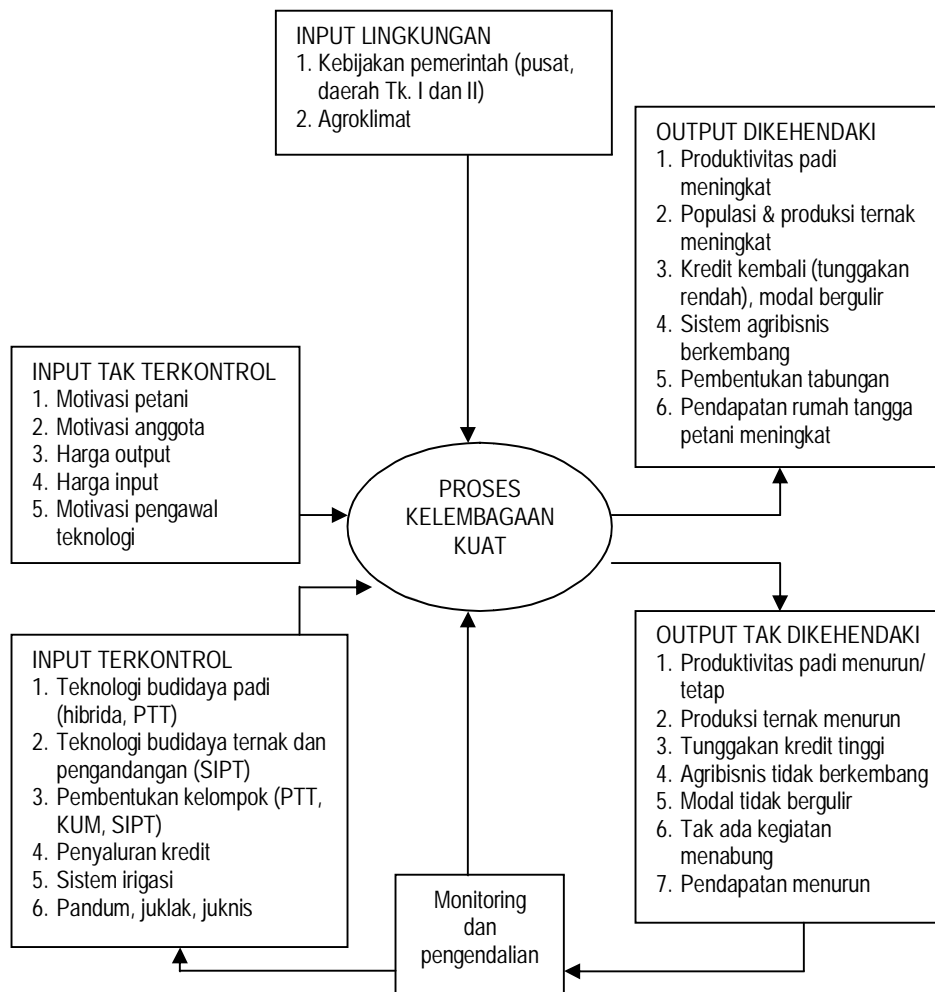 INPUT LINGKUNGAN
1. Kebijakan pemerintah (pusat,
daerah Tk. I dan II)
2. Agroklimat
OUTPUT DIKEHENDAKI
1. Produktivitas padi
meningkat
2. Populasi & produksi ternak
meningkat
3. Kredit kembali (tunggakan
rendah), modal bergulir
4. Sistem agribisnis
berkembang
5. Pembentukan tabungan
6. Pendapatan rumah tangga
petani meningkat
INPUT TAK TERKONTROL
1. Motivasi petani
2. Motivasi anggota
3. Harga output
4. Harga input
5. Motivasi pengawal
teknologi
PROSES
KELEMBAGAAN
KUAT
INPUT TERKONTROL
1. Teknologi budidaya padi
(hibrida, PTT)
2. Teknologi budidaya ternak dan
pengandangan (SIPT)
3. Pembentukan kelompok (PTT,
KUM, SIPT)
4. Penyaluran kredit
5. Sistem irigasi
6. Pandum, juklak, juknis
OUTPUT TAK DIKEHENDAKI
1. Produktivitas padi menurun/
tetap
2. Produksi ternak menurun
3. Tunggakan kredit tinggi
4. Agribisnis tidak berkembang
5. Modal tidak bergulir
6. Tak ada kegiatan
menabung
7. Pendapatan menurun
Monitoring
dan
pengendalian